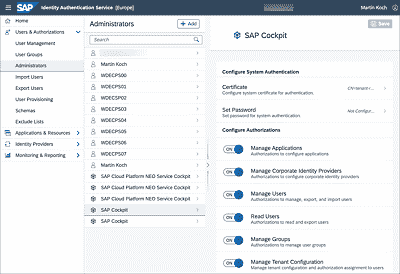 SAP Identity Authentication Service [Europe]
Martin Koch
Home
Users & Authorizations
User Management
User Groups
Administrators
Import Users
Export Users
User Provisioning
Schemas
Exclude Lists
Applications & Resources
Identity Providers
Monitoring & Reporting
Administrators
+ Add
Search
Martin Koch
WDECPS00
WDECPS01
WDECPS02
WDECPS03
WDECPS04
WDECPS05
WDECPS06
WDECPS07
Martin Koch
SAP Cloud Platform NEO Service Cockpit
SAP Cloud Platform NEO Service Cockpit
SAP Cloud Platform NEO Service Cockpit
SAP Cockpit
SAP Cockpit
Save
SAP Cockpit
Configure System Authentication
Certificate
Configure system certificate for authentication.
CN=tenant-i...
Set Password
Set password for system authentication.
Not Configur...
Configure Authorizations
ON Manage Applications
Authorizations to configure applications
ON Manage Corporate Identity Providers
Authorizations to configure corporate identity providers
ON Manage Users
Authorizations to manage, export, and import users
ON Read Users
Authorizations to read and export users
ON Manage Groups
Authorizations to manage user groups
ON Manage Tenant Configuration
Manage tenant configuration and authorization assignment to users